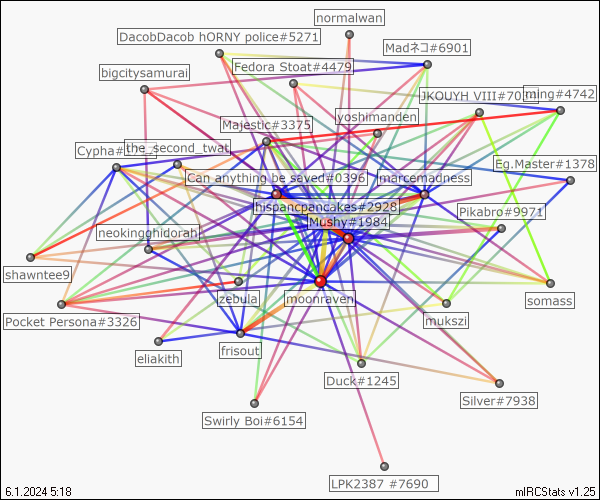 normalwan
DacobDacob hORNY police#5271
Madネコ#6901
Fedora Stoat#4479
bigcitysamurai
JKOUYH VIII#70
ming#4742
yoshimanden
Majestic#3375
the_second_twat
Cypha#
Eg.Master#1378
Can anything be saved#0396
marcemadness
hispancpancakes#2928
Pikabro#9971
Mushy#1984
neokingghidorah
shawntee9
zebula
moonraven
somass
mukszi
Pocket Persona#3326
eliakith
frisout
Duck#1245
Silver#7938
Swirly Boi#6154
LPK2387 #7690
6.1.2024 5:18
mIRCStats v1.25